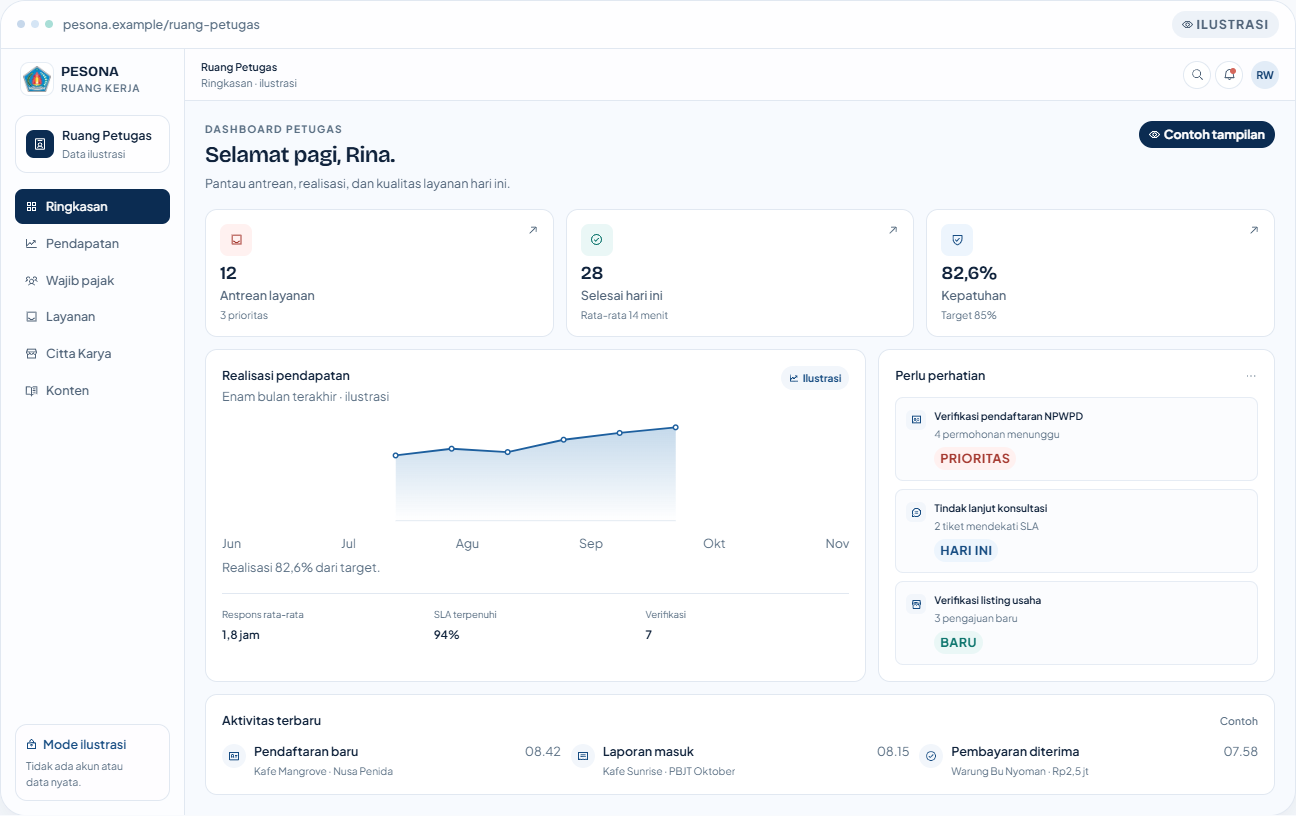 pesona.example/ruang-petugas
ILUSTRASI
PESONA
RUANG KERJA
Ruang Petugas
Data ilustrasi
Ringkasan
Pendapatan
Wajib pajak
Layanan
Citta Karya
Konten
Mode ilustrasi
Tidak ada akun atau
data nyata.
Ruang Petugas
Ringkasan · ilustrasi
RW
DASHBOARD PETUGAS
Selamat pagi, Rina.
Pantau antrean, realisasi, dan kualitas layanan hari ini.
Contoh tampilan
12
Antrean layanan
3 prioritas
28
Selesai hari ini
Rata-rata 14 menit
82,6%
Kepatuhan
Target 85%
Realisasi pendapatan
Enam bulan terakhir · ilustrasi
Ilustrasi
Jun Jul Agu Sep Okt Nov
Realisasi 82,6% dari target.
Respons rata-rata
1,8 jam
SLA terpenuhi
94%
Verifikasi
7
Perlu perhatian
Verifikasi pendaftaran NPWPD
4 permohonan menunggu
PRIORITAS
Tindak lanjut konsultasi
2 tiket mendekati SLA
HARI INI
Verifikasi listing usaha
3 pengajuan baru
BARU
Aktivitas terbaru
Contoh
Pendaftaran baru
Kafe Mangrove · Nusa Penida
08.42
Laporan masuk
Kafe Sunrise · PBJT Oktober
08.15
Pembayaran diterima
Warung Bu Nyoman · Rp2,5 jt
07.58